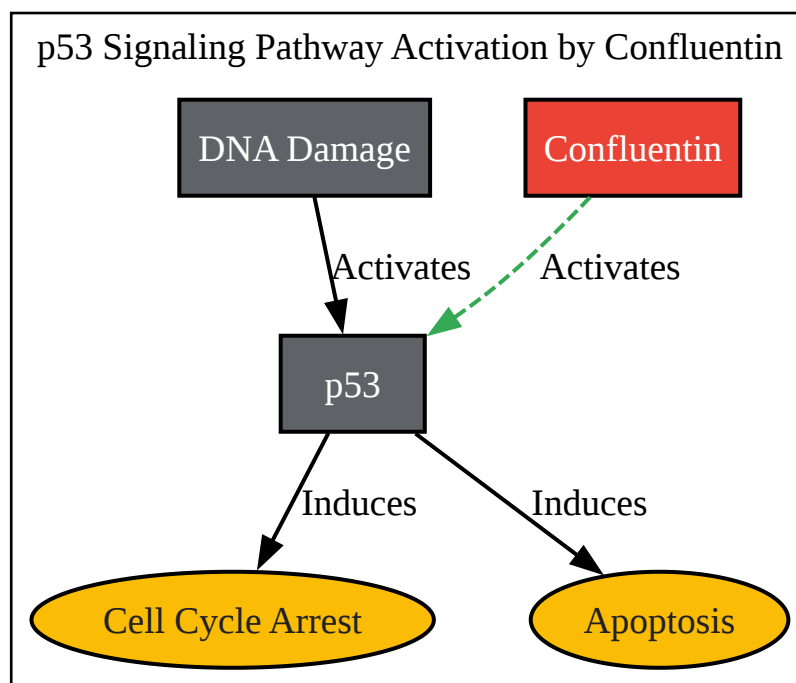 p53 Signaling Pathway Activation by Confluentin
DNA Damage
Confluentin
Activates
Activates
p53
Induces
Induces
Cell Cycle Arrest
Apoptosis